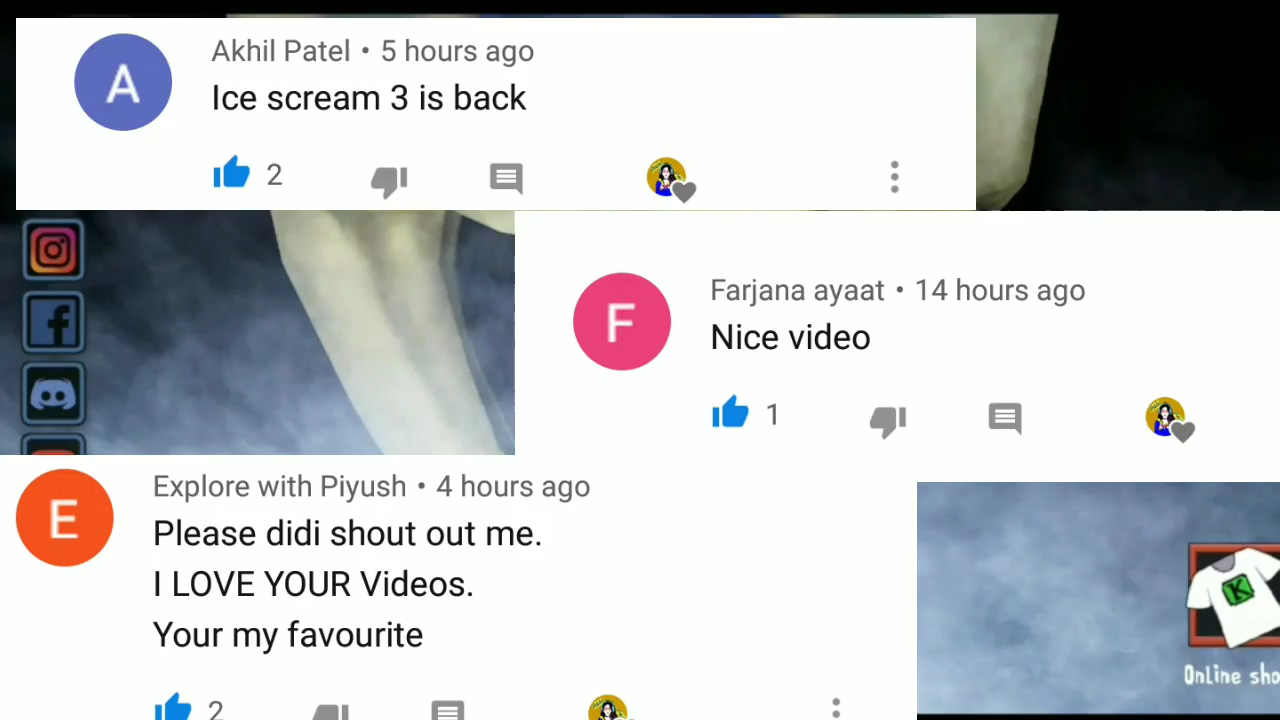 A
Akhil Patel • 5 hours ago
Ice scream 3 is back
2
F
Farjana ayaat • 14 hours ago
Nice video
1
E
Explore with Piyush • 4 hours ago
Please didi shout out me.
I LOVE YOUR Videos.
Your my favourite
2
K
Online sho